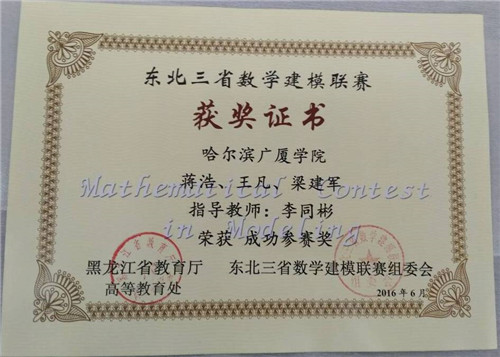 东北三省数学建模联赛
获奖证书
哈尔滨广厦学院
蒋浩、王凡、梁建军
Mathematical Contest
指导教师：李同彬
in Modeling
荣获 成功参赛奖
黑龙江省教育厅 东北三省数学建模联赛组委会
高等教育处
2016年6月